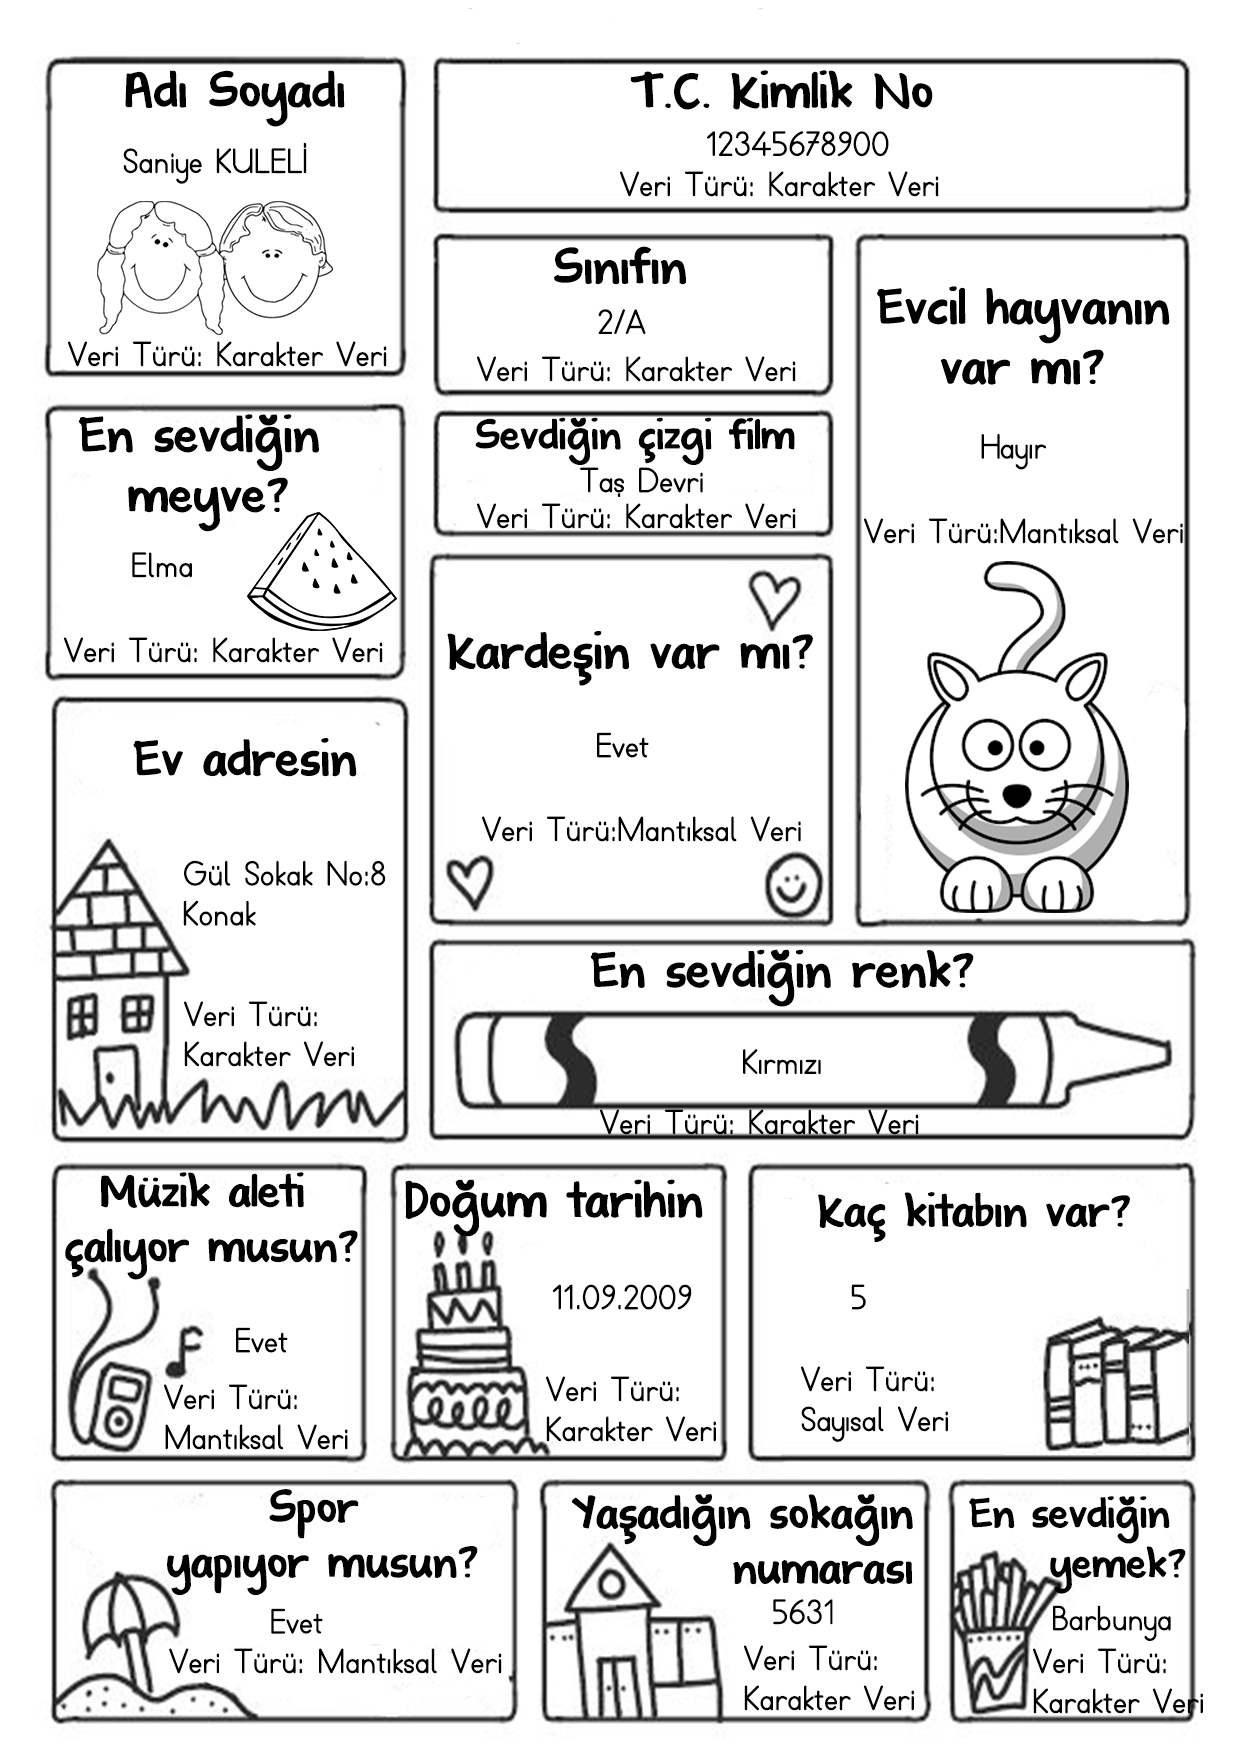 Adı Soyadı
Saniye KULELİ
Veri Türü: Karakter Veri
T.C. Kimlik No
12345678900
Veri Türü: Karakter Veri
Sınıfın
2/A
Veri Türü: Karakter Veri
Evcil hayvanın
var mı?
Hayır
Veri Türü:Mantıksal Veri
En sevdiğin
meyve?
Elma
Veri Türü: Karakter Veri
Sevdiğin çizgi film
Taş Devri
Veri Türü: Karakter Veri
Kardeşin var mı?
Evet
Veri Türü:Mantıksal Veri
Ev adresin
Gül Sokak No:8
Konak
Veri Türü:
Karakter Veri
En sevdiğin renk?
Kırmızı
Veri Türü: Karakter Veri
Müzik aleti
çalıyor musun?
Evet
Veri Türü:
Mantıksal Veri
Doğum tarihin
11.09.2009
Veri Türü:
Karakter Veri
Kaç kitabın var?
5
Veri Türü:
Sayısal Veri
Spor
yapıyor musun?
Evet
Veri Türü: Mantıksal Veri
Yaşadığın sokağın
numarası
5631
Veri Türü:
Karakter Veri
En sevdiğin
yemek?
Barbunya
Veri Türü:
Karakter Veri